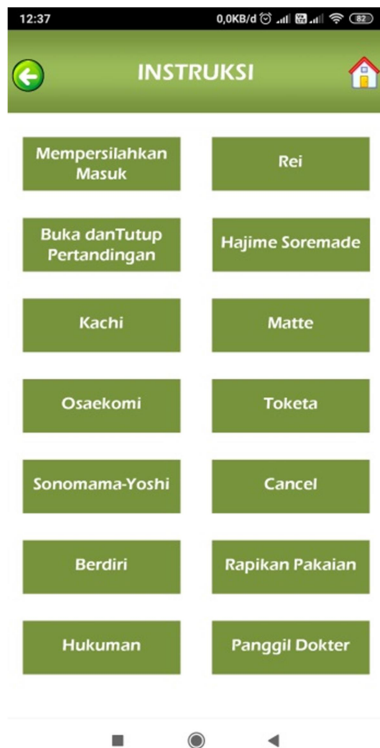 12:37
0,0KB/d
82
INSTRUKSI
Mempersilahkan
Masuk
Rei
Buka danTutup
Pertandingan
Hajime Soremade
Kachi
Matte
Osaekomi
Toketa
Sonomama-Yoshi
Cancel
Berdiri
Rapikan Pakaian
Hukuman
Panggil Dokter